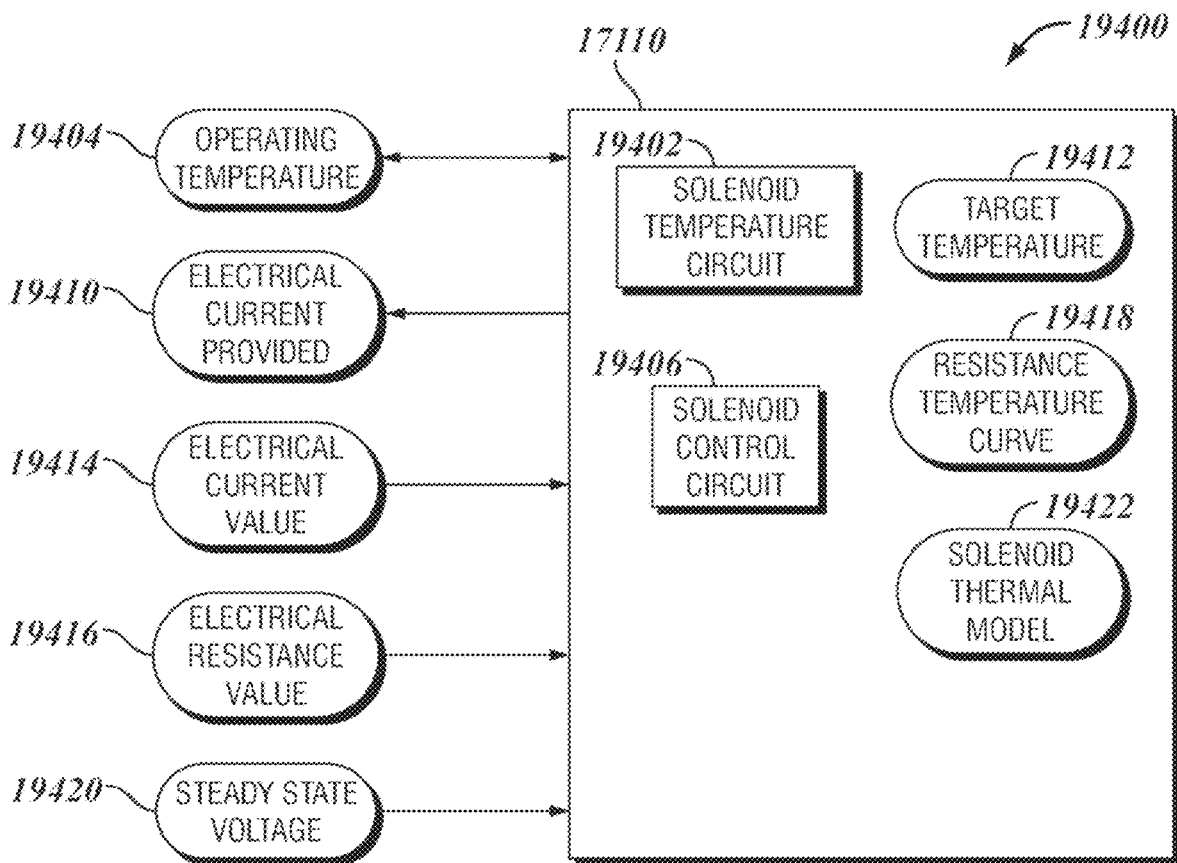 19400
17110
19404
OPERATING
TEMPERATURE
19410
ELECTRICAL
CURRENT
PROVIDED
19414
ELECTRICAL
CURRENT
VALUE
19416
ELECTRICAL
RESISTANCE
VALUE
19420
STEADY STATE
VOLTAGE
19402
SOLENOID
TEMPERATURE
CIRCUIT
19406
SOLENOID
CONTROL
CIRCUIT
19412
TARGET
TEMPERATURE
19418
RESISTANCE
TEMPERATURE
CURVE
19422
SOLENOID
THERMAL
MODEL